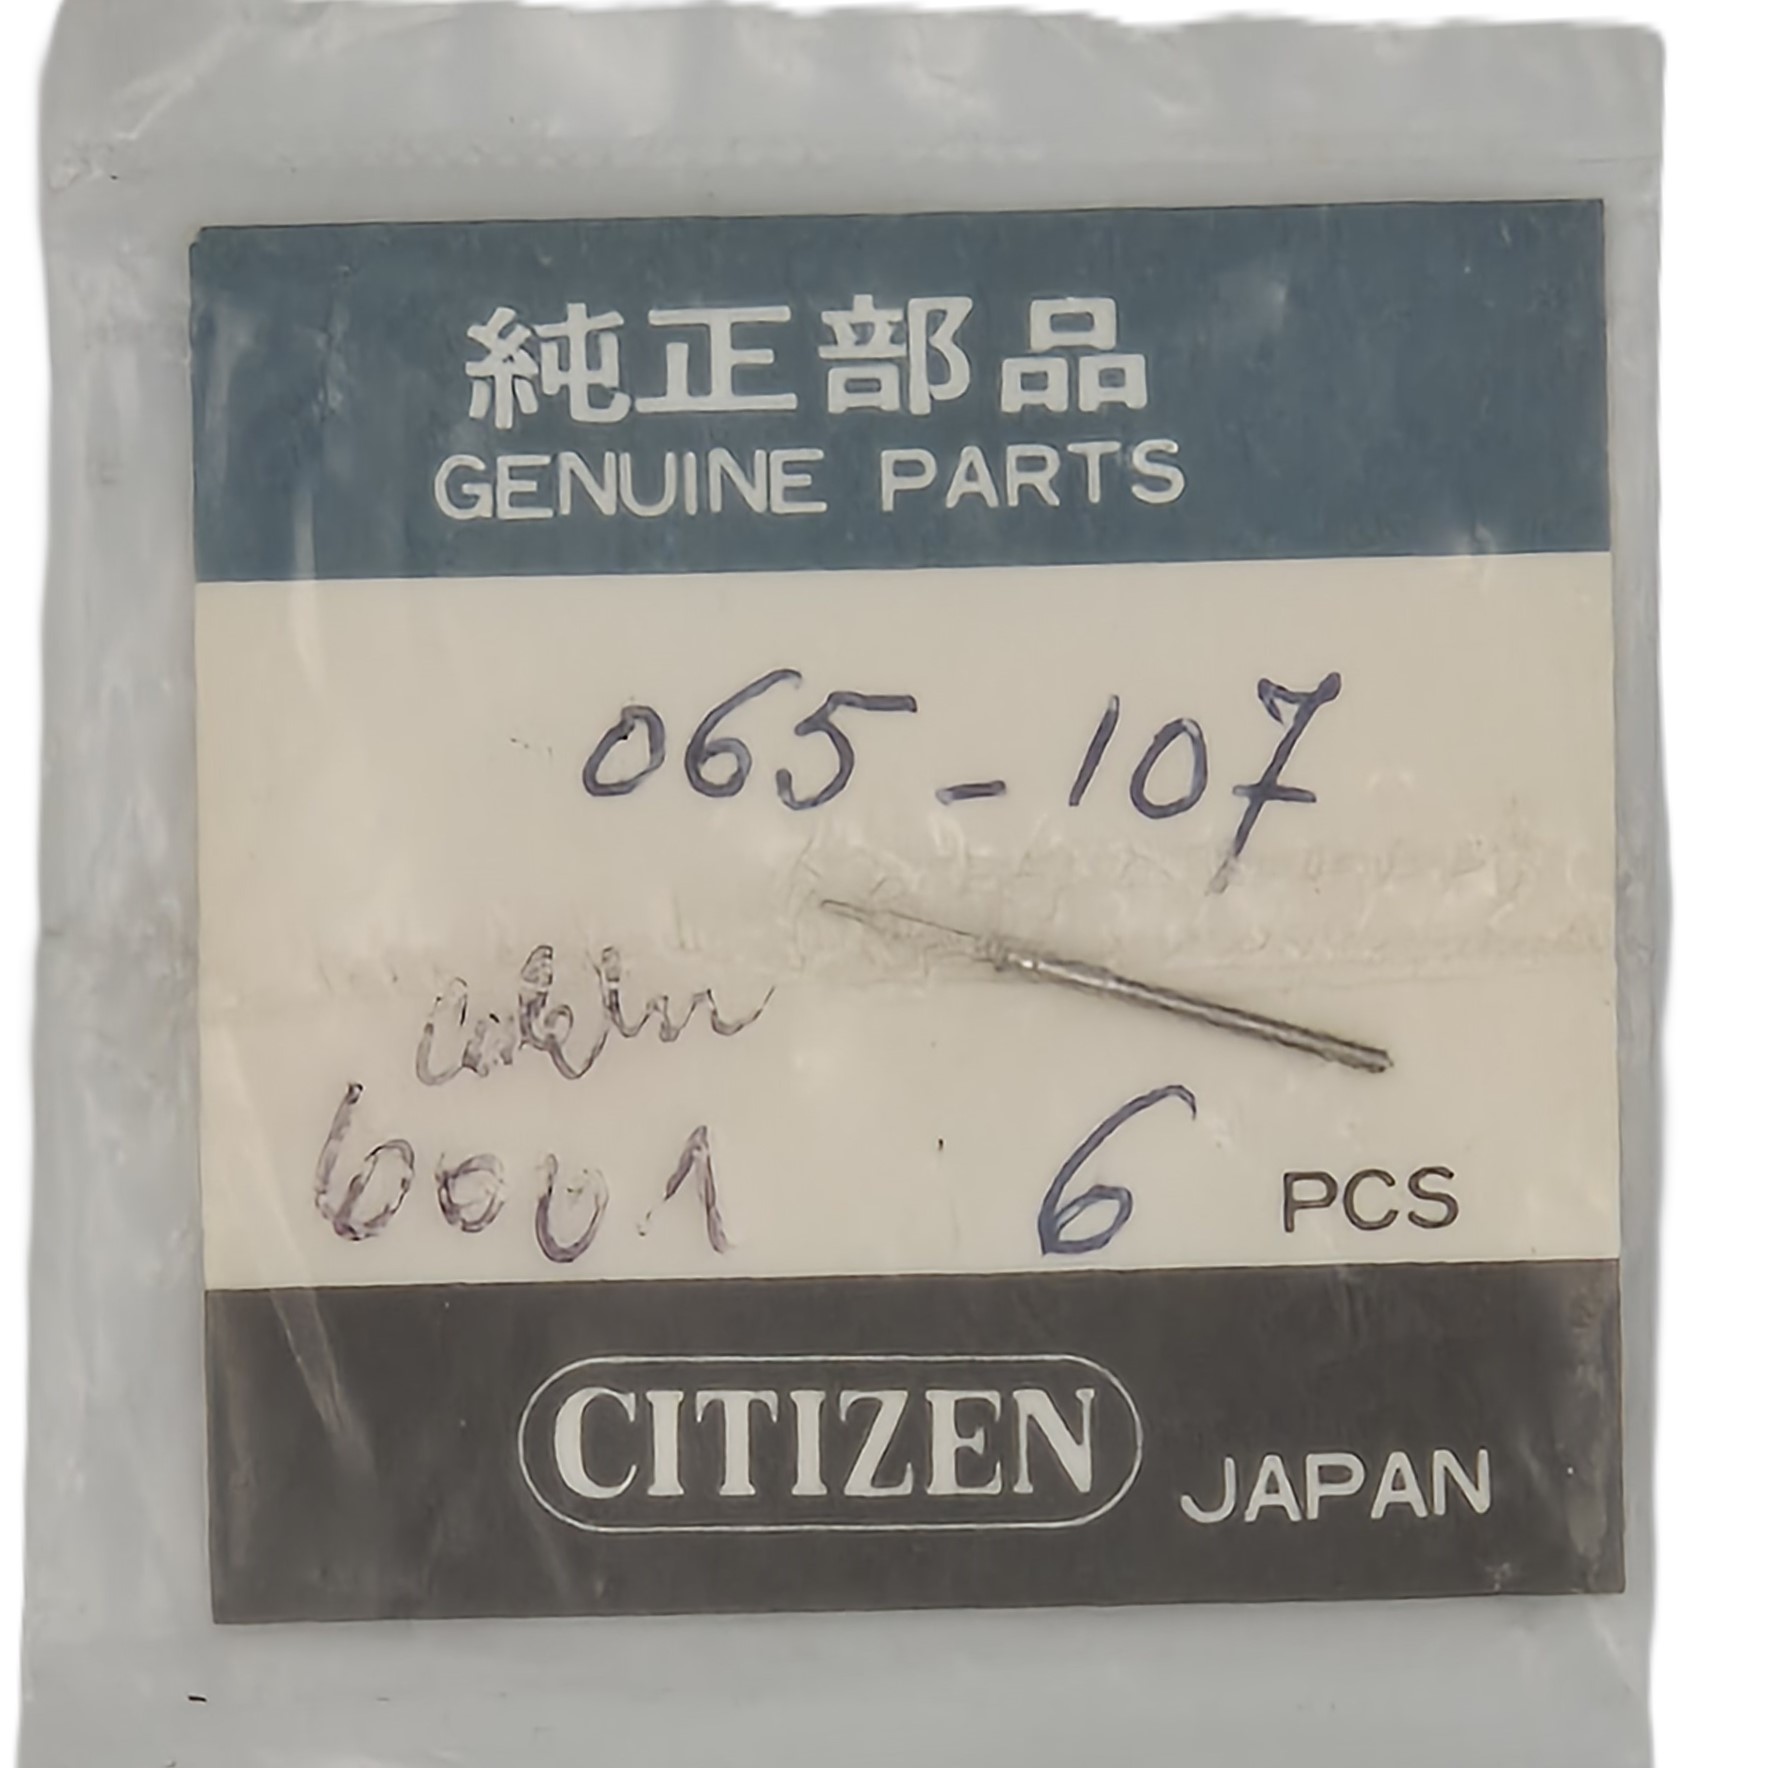 純正部品
GENUINE PARTS
065-107
6001
6 PCS
CITIZEN JAPAN